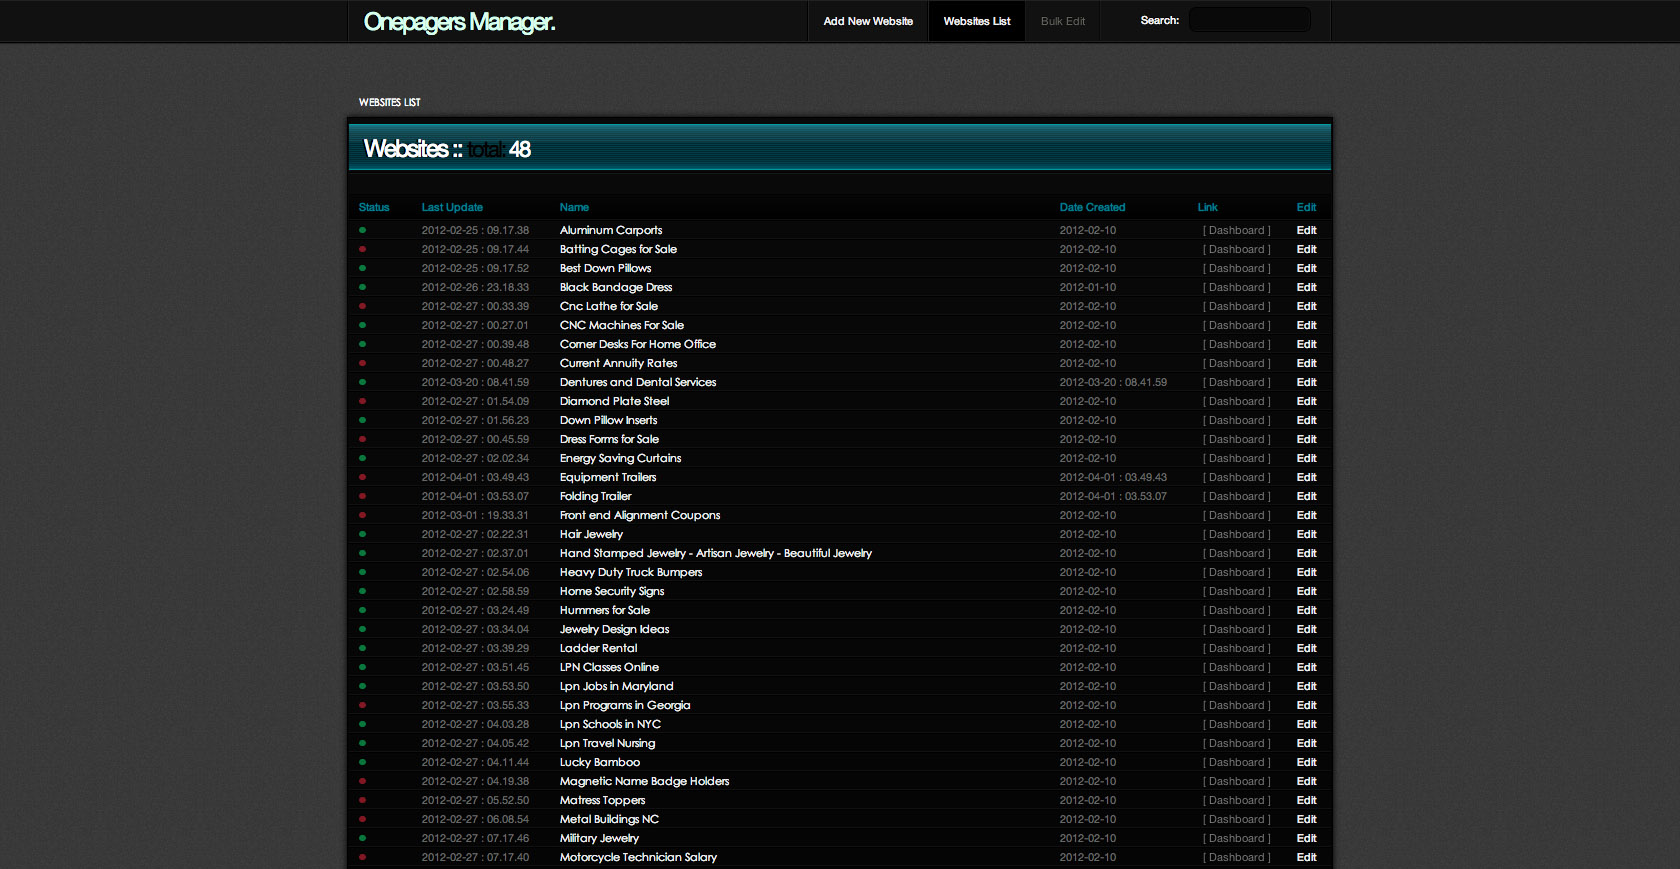 Onepagers Manager.
Add New Website Websites List Bulk Edit Search:
WEBSITES LIST
Websites :: total: 48
Status Last Update Name Date Created Link Edit
2012-02-25 : 09.17.38 Aluminum Carports 2012-02-10 [ Dashboard ] Edit
2012-02-25 : 09.17.44 Batting Cages for Sale 2012-02-10 [ Dashboard ] Edit
2012-02-25 : 09.17.52 Best Down Pillows 2012-02-10 [ Dashboard ] Edit
2012-02-26 : 23.18.33 Black Bandage Dress 2012-01-10 [ Dashboard ] Edit
2012-02-27 : 00.33.39 Cnc Lathe for Sale 2012-02-10 [ Dashboard ] Edit
2012-02-27 : 00.27.01 CNC Machines For Sale 2012-02-10 [ Dashboard ] Edit
2012-02-27 : 00.39.48 Corner Desks For Home Office 2012-02-10 [ Dashboard ] Edit
2012-02-27 : 00.48.27 Current Annuity Rates 2012-02-10 [ Dashboard ] Edit
2012-03-20 : 08.41.59 Dentures and Dental Services 2012-03-20 : 08.41.59 [ Dashboard ] Edit
2012-02-27 : 01.54.09 Diamond Plate Steel 2012-02-10 [ Dashboard ] Edit
2012-02-27 : 01.56.23 Down Pillow Inserts 2012-02-10 [ Dashboard ] Edit
2012-02-27 : 00.45.59 Dress Forms for Sale 2012-02-10 [ Dashboard ] Edit
2012-02-27 : 02.02.34 Energy Saving Curtains 2012-02-10 [ Dashboard ] Edit
2012-04-01 : 03.49.43 Equipment Trailers 2012-04-01 : 03.49.43 [ Dashboard ] Edit
2012-04-01 : 03.53.07 Folding Trailer 2012-04-01 : 03.53.07 [ Dashboard ] Edit
2012-03-01 : 19.33.31 Front end Alignment Coupons 2012-02-10 [ Dashboard ] Edit
2012-02-27 : 02.22.31 Hair Jewelry 2012-02-10 [ Dashboard ] Edit
2012-02-27 : 02.37.01 Hand Stamped Jewelry - Artisan Jewelry - Beautiful Jewelry 2012-02-10 [ Dashboard ] Edit
2012-02-27 : 02.54.06 Heavy Duty Truck Bumpers 2012-02-10 [ Dashboard ] Edit
2012-02-27 : 02.58.59 Home Security Signs 2012-02-10 [ Dashboard ] Edit
2012-02-27 : 03.24.49 Hummers for Sale 2012-02-10 [ Dashboard ] Edit
2012-02-27 : 03.34.04 Jewelry Design Ideas 2012-02-10 [ Dashboard ] Edit
2012-02-27 : 03.39.29 Ladder Rental 2012-02-10 [ Dashboard ] Edit
2012-02-27 : 03.51.45 LPN Classes Online 2012-02-10 [ Dashboard ] Edit
2012-02-27 : 03.53.50 Lpn Jobs in Maryland 2012-02-10 [ Dashboard ] Edit
2012-02-27 : 03.55.33 Lpn Programs in Georgia 2012-02-10 [ Dashboard ] Edit
2012-02-27 : 04.03.28 Lpn Schools in NYC 2012-02-10 [ Dashboard ] Edit
2012-02-27 : 04.05.42 Lpn Travel Nursing 2012-02-10 [ Dashboard ] Edit
2012-02-27 : 04.11.44 Lucky Bamboo 2012-02-10 [ Dashboard ] Edit
2012-02-27 : 04.19.38 Magnetic Name Badge Holders 2012-02-10 [ Dashboard ] Edit
2012-02-27 : 05.52.50 Matress Toppers 2012-02-10 [ Dashboard ] Edit
2012-02-27 : 06.08.54 Metal Buildings NC 2012-02-10 [ Dashboard ] Edit
2012-02-27 : 07.17.46 Military Jewelry 2012-02-10 [ Dashboard ] Edit
2012-02-27 : 07.17.40 Motorcycle Technician Salary 2012-02-10 [ Dashboard ] Edit